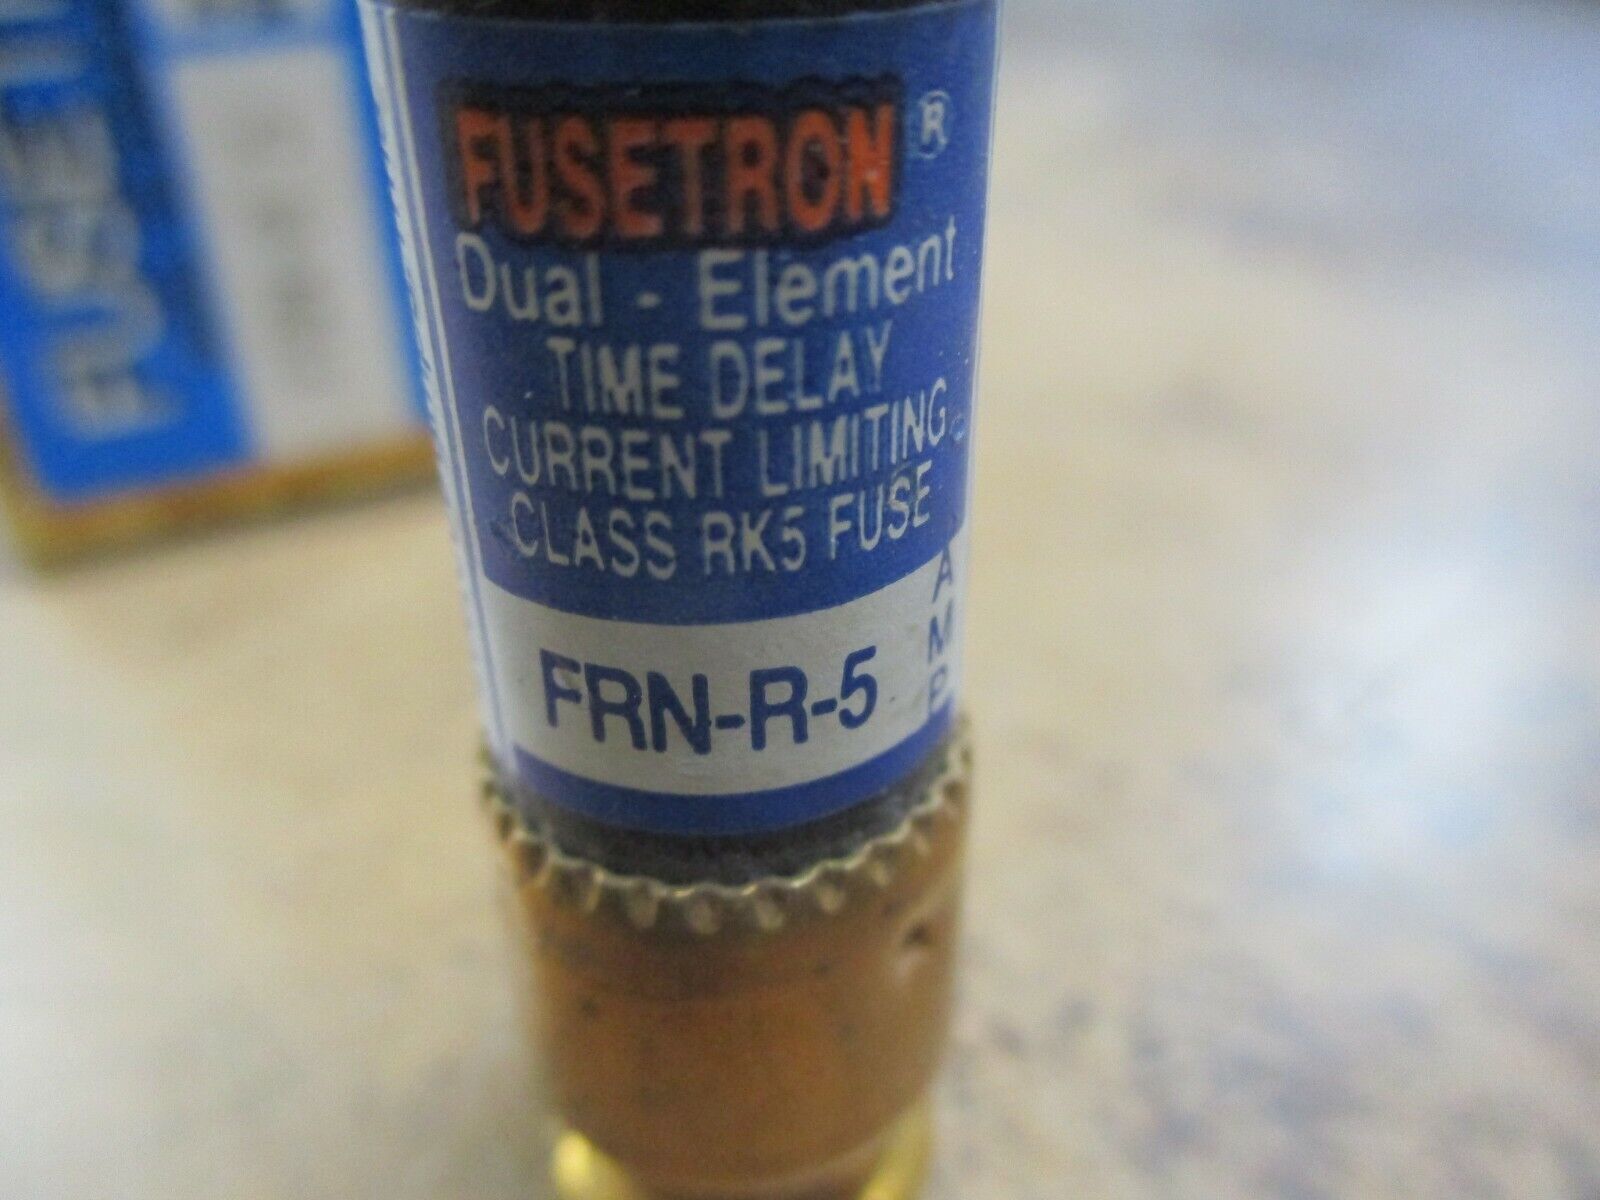 FUSETRON®
Dual - Element
TIME DELAY
CURRENT LIMITING
CLASS RK5 FUSE
FRN-R-5
AMP